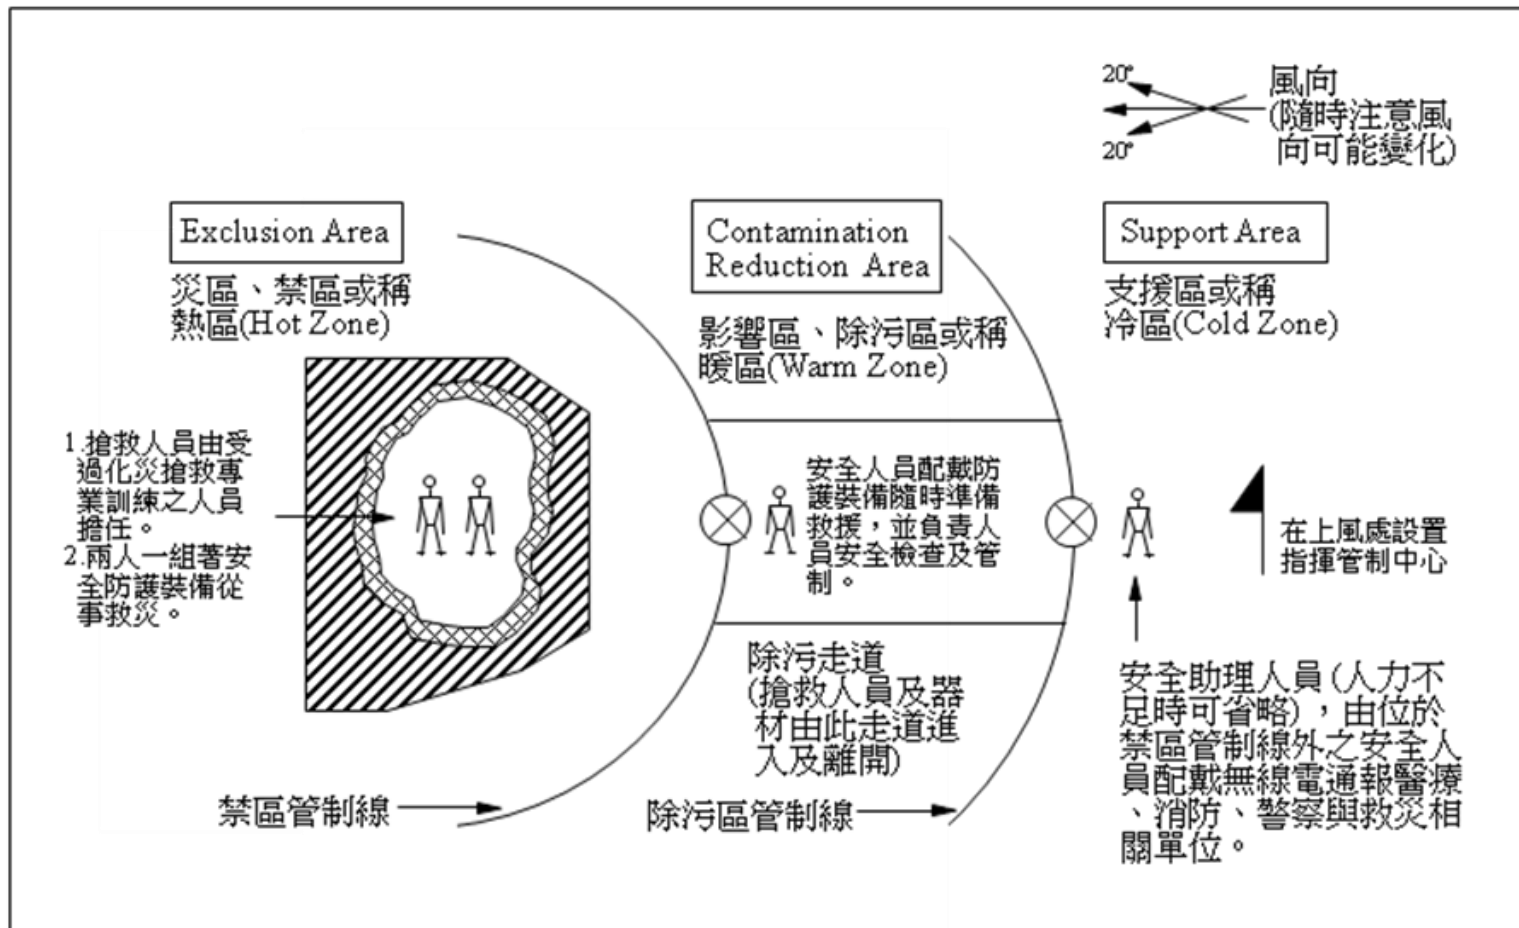 20°
20°
風向
(隨時注意風
向可能變化)
Exclusion Area
災區、禁區或稱
熱區(Hot Zone)
Contamination
Reduction Area
影響區、除污區或稱
暖區(Warm Zone)
Support Area
支援區或稱
冷區(Cold Zone)
1.搶救人員由受
過化災搶救專
業訓練之人員
擔任。
2.兩人一組著安
全防護裝備從
事救災。
安全人員配戴防
護裝備隨時準備
救援，並負責人
員安全檢查及管
制。
在上風處設置
指揮管制中心
除污走道
(搶救人員及器
材由此走道進
入及離開)
安全助理人員(人力不
足時可省略)，由位於
禁區管制線外之安全人
員配戴無線電通報醫療
、消防、警察與救災相
關單位。
禁區管制線
除污區管制線